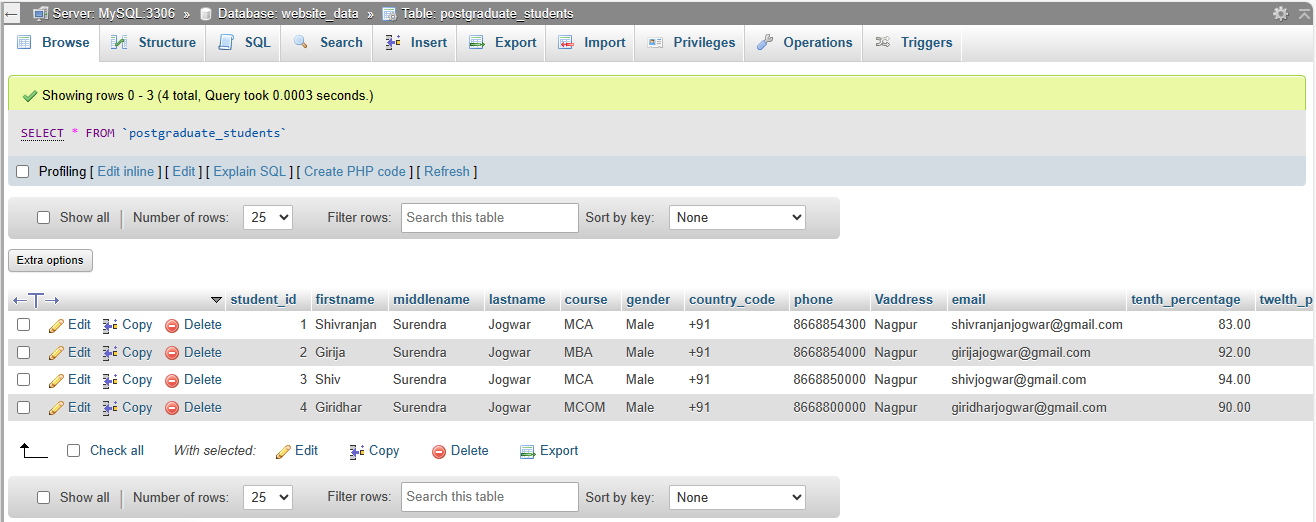 Server: MySQL:3306 » Database: website_data » Table: postgraduate_students
Browse Structure SQL Search Insert Export Import Privileges Operations Triggers
Showing rows 0 - 3 (4 total, Query took 0.0003 seconds.)
SELECT * FROM `postgraduate_students`
Profiling [ Edit inline ] [ Edit ] [ Explain SQL ] [ Create PHP code ] [ Refresh ]
Show all | Number of rows: 25 Filter rows: Search this table Sort by key: None
Extra options
←T→ student_id firstname middlename lastname course gender country_code phone Vaddress email tenth_percentage twelth_p
Edit Copy Delete 1 Shivranjan Surendra Jogwar MCA Male +91 8668854300 Nagpur shivranjanjogwar@gmail.com 83.00
Edit Copy Delete 2 Girija Surendra Jogwar MBA Male +91 8668854000 Nagpur girijajogwar@gmail.com 92.00
Edit Copy Delete 3 Shiv Surendra Jogwar MCA Male +91 8668850000 Nagpur shivjogwar@gmail.com 94.00
Edit Copy Delete 4 Giridhar Surendra Jogwar MCOM Male +91 8668800000 Nagpur giridharjogwar@gmail.com 90.00
Check all With selected: Edit Copy Delete Export
Show all | Number of rows: 25 Filter rows: Search this table Sort by key: None